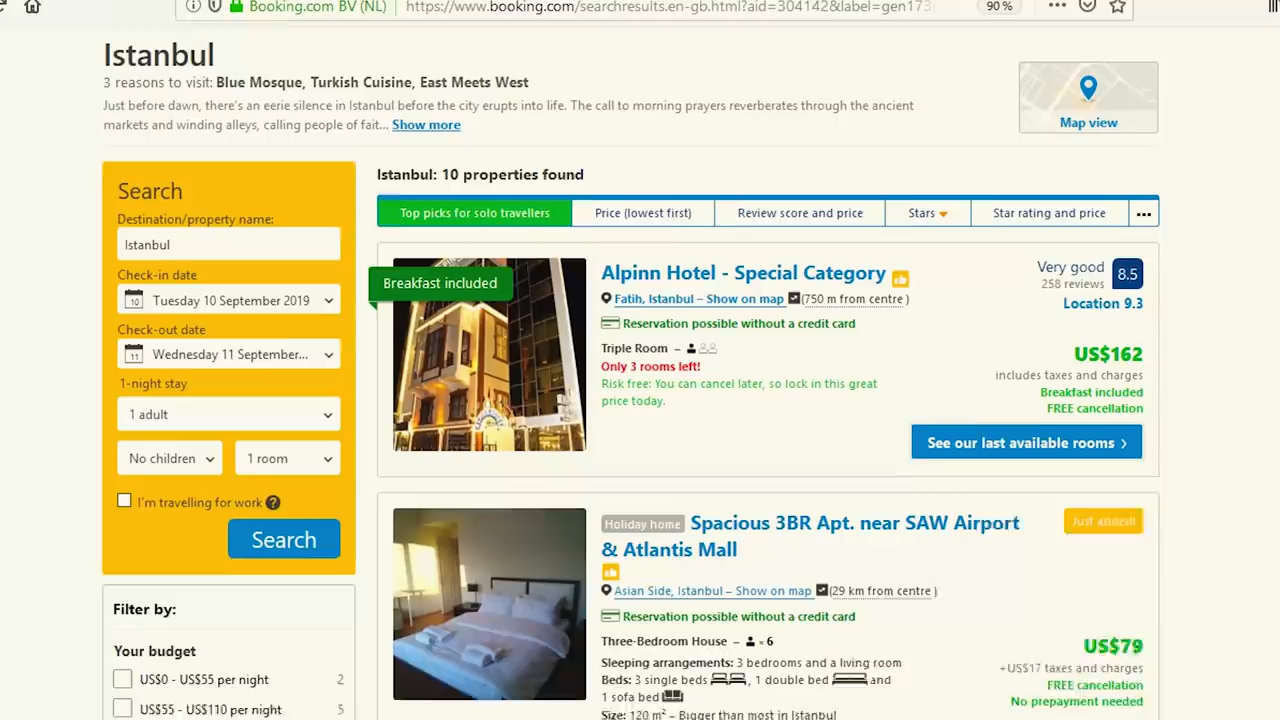 Booking.com BV (NL)
https://www.booking.com/searchresults.en-gb.html?aid=304142&label=gen173
90 %
Istanbul
3 reasons to visit: Blue Mosque, Turkish Cuisine, East Meets West
Just before dawn, there's an eerie silence in Istanbul before the city erupts into life. The call to morning prayers reverberates through the ancient
markets and winding alleys, calling people of fait... Show more
Map view
Search
Destination/property name:
Istanbul
Check-in date
10
Tuesday 10 September 2019
Check-out date
11
Wednesday 11 September...
1-night stay
1 adult
No children
1 room
I'm travelling for work ?
Search
Filter by:
Your budget
US$0 - US$55 per night 2
US$55 - US$110 per night 5
Istanbul: 10 properties found
Top picks for solo travellers
Price (lowest first)
Review score and price
Stars
Star rating and price
...
Breakfast included
Alpinn Hotel - Special Category
Fatih, Istanbul – Show on map (750 m from centre )
Reservation possible without a credit card
Triple Room –
Only 3 rooms left!
Risk free: You can cancel later, so lock in this great
price today.
Very good
258 reviews
8.5
Location 9.3
US$162
includes taxes and charges
Breakfast included
FREE cancellation
See our last available rooms
Holiday home Spacious 3BR Apt. near SAW Airport
& Atlantis Mall
Just added
Asian Side, Istanbul – Show on map (29 km from centre )
Reservation possible without a credit card
Three-Bedroom House – × 6
Sleeping arrangements: 3 bedrooms and a living room
Beds: 3 single beds , 1 double bed and
1 sofa bed
Size: 120 m² – Bigger than most in Istanbul
US$79
+US$17 taxes and charges
FREE cancellation
No prepayment needed